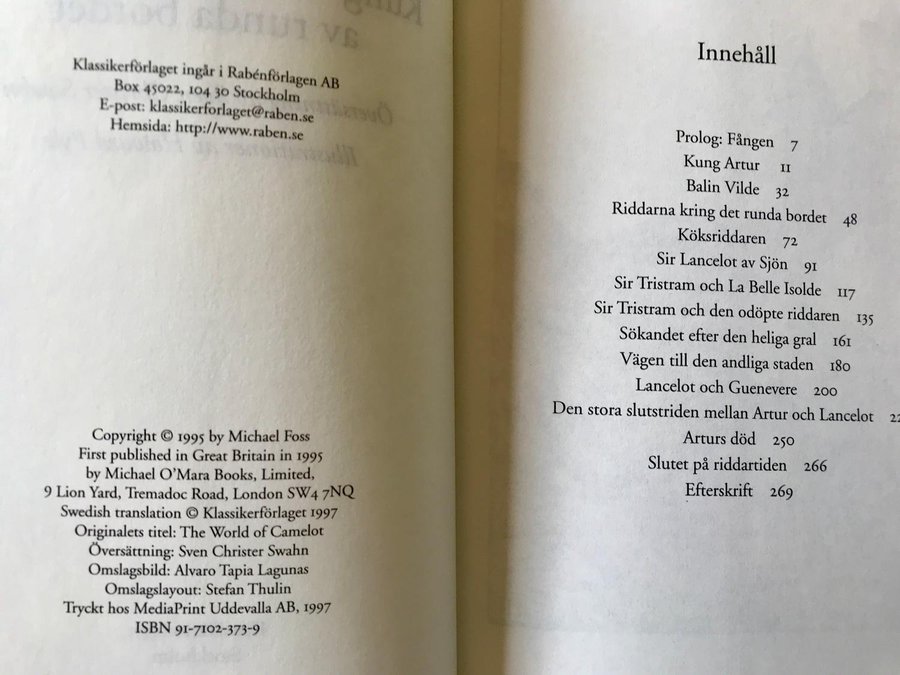 Klassikerförlaget ingår i Rabénförlagen AB
Box 45022, 104 30 Stockholm
E-post: klassikerforlaget@raben.se
Hemsida: http://www.raben.se
Copyright © 1995 by Michael Foss
First published in Great Britain in 1995
by Michael O'Mara Books, Limited,
9 Lion Yard, Tremadoc Road, London SW4 7NQ
Swedish translation © Klassikerförlaget 1997
Originalets titel: The World of Camelot
Översättning: Sven Christer Swahn
Omslagsbild: Alvaro Tapia Lagunas
Omslagslayout: Stefan Thulin
Tryckt hos MediaPrint Uddevalla AB, 1997
ISBN 91-7102-373-9
Innehåll
Prolog: Fången 7
Kung Artur 11
Balin Vilde 32
Riddarna kring det runda bordet 48
Köksriddaren 72
Sir Lancelot av Sjön 91
Sir Tristram och La Belle Isolde 117
Sir Tristram och den odöpte riddaren 135
Sökandet efter den heliga gral 161
Vägen till den andliga staden 180
Lancelot och Guenevere 200
Den stora slutstriden mellan Artur och Lancelot
Arturs död 250
Slutet på riddartiden 266
Efterskrift 269